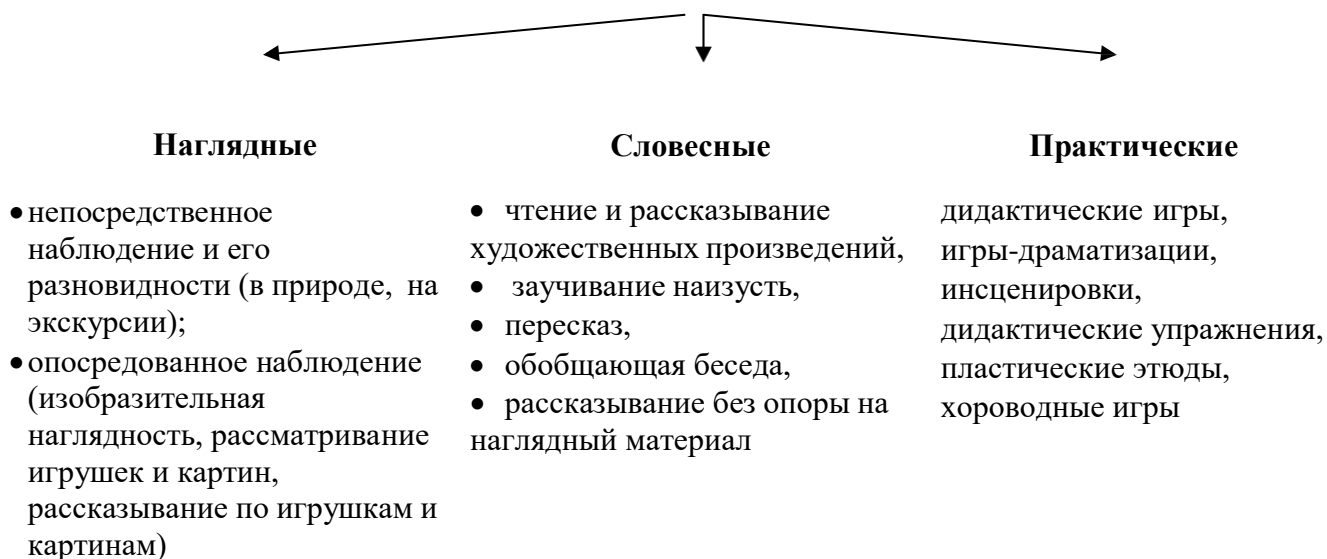 Наглядные
• непосредственное
наблюдение и его
разновидности (в природе, на
экскурсии);
• опосредованное наблюдение
(изобразительная
наглядность, рассматривание
игрушек и картин,
рассказывание по игрушкам и
картинам)
Словесные
• чтение и рассказывание
художественных произведений,
• заучивание наизусть,
• пересказ,
• обобщающая беседа,
• рассказывание без опоры на
наглядный материал
Практические
дидактические игры,
игры-драматизации,
инсценировки,
дидактические упражнения,
пластические этюды,
хороводные игры